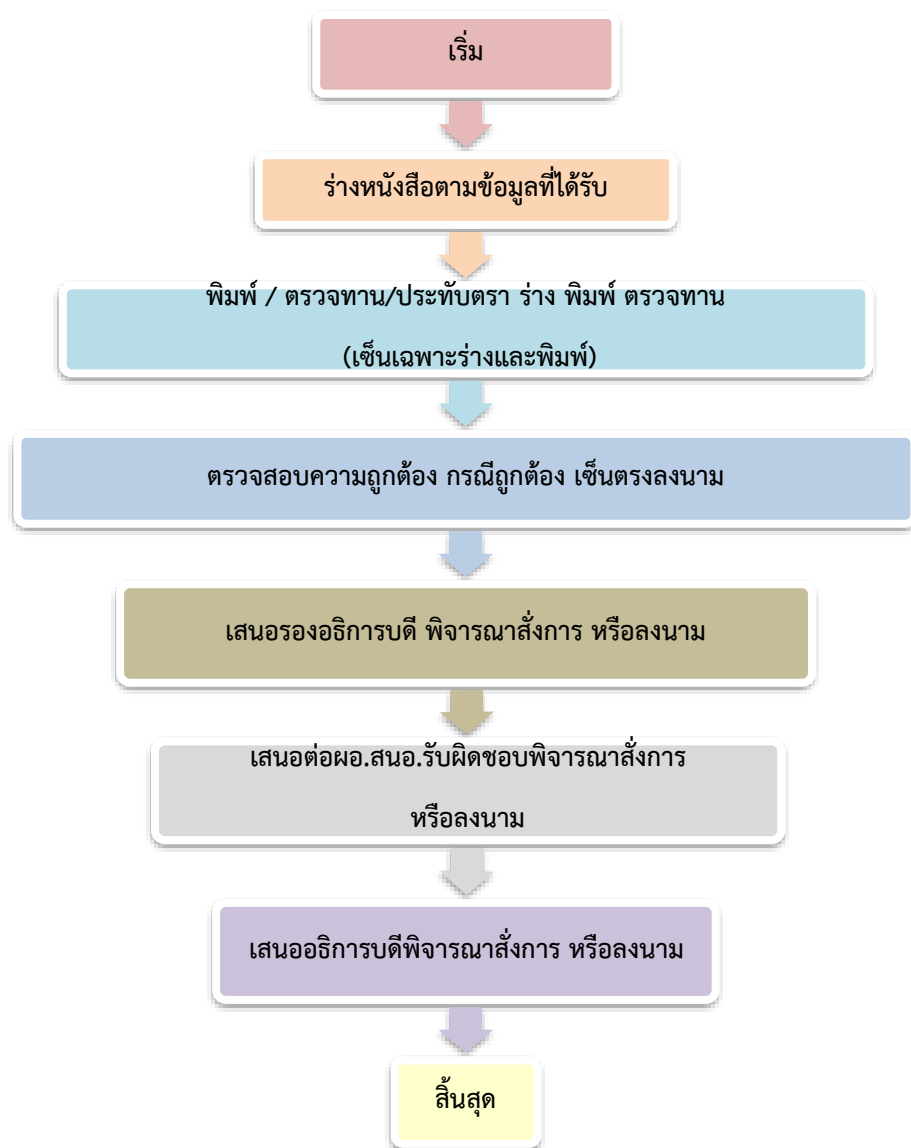 เริ่ม
ร่างหนังสือตามข้อมูลที่ได้รับ
พิมพ์ / ตรวจทาน/ประทับตรา ร่าง พิมพ์ ตรวจทาน
(เซ็นเฉพาะร่างและพิมพ์)
ตรวจสอบความถูกต้อง กรณีถูกต้อง เซ็นตรงลงนาม
เสนอรองอธิการบดี พิจารณาสั่งการ หรือลงนาม
เสนอต่อผอ.สนอ.รับผิดชอบพิจารณาสั่งการ
หรือลงนาม
เสนออธิการบดีพิจารณาสั่งการ หรือลงนาม
สิ้นสุด